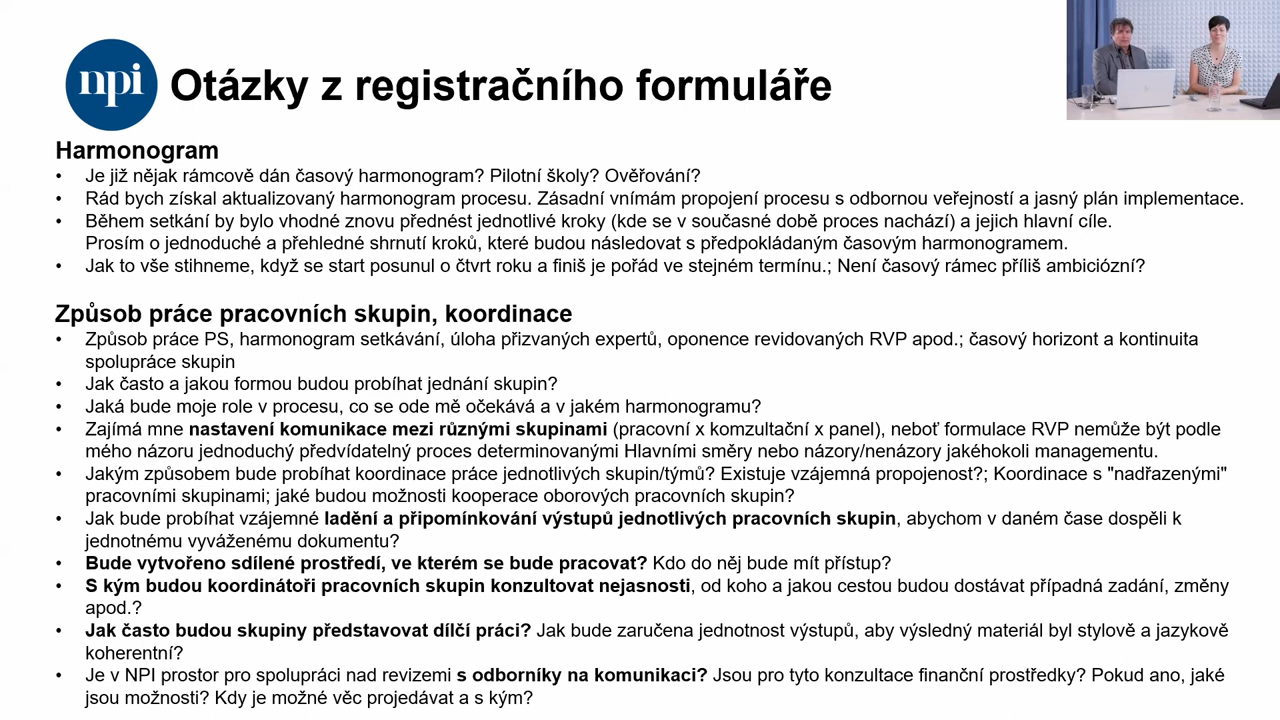 npi
Otázky z registračního formuláře
Harmonogram
• Je již nějak rámcově dán časový harmonogram? Pilotní školy? Ověřování?
• Rád bych získal aktualizovaný harmonogram procesu. Zásadní vnímám propojení procesu s odbornou veřejností a jasný plán implementace.
• Během setkání by bylo vhodné znovu přednést jednotlivé kroky (kde se v současné době proces nachází) a jejich hlavní cíle.
Prosím o jednoduché a přehledné shrnutí kroků, které budou následovat s předpokládaným časovým harmonogramem.
• Jak to vše stihneme, když se start posunul o čtvrt roku a finiš je pořád ve stejném termínu.; Není časový rámec příliš ambiciózní?
Způsob práce pracovních skupin, koordinace
• Způsob práce PS, harmonogram setkávání, úloha přizvaných expertů, oponence revidovaných RVP apod.; časový horizont a kontinuita
spolupráce skupin
• Jak často a jakou formou budou probíhat jednání skupin?
• Jaká bude moje role v procesu, co se ode mě očekává a v jakém harmonogramu?
• Zajímá mne nastavení komunikace mezi různými skupinami (pracovní x komzultační x panel), neboť formulace RVP nemůže být podle
mého názoru jednoduchý předvídatelný proces determinovanými Hlavními směry nebo názory/nenázory jakéhokoli managementu.
• Jakým způsobem bude probíhat koordinace práce jednotlivých skupin/týmů? Existuje vzájemná propojenost?; Koordinace s "nadřazenými"
pracovními skupinami; jaké budou možnosti kooperace oborových pracovních skupin?
• Jak bude probíhat vzájemné ladění a připomínkování výstupů jednotlivých pracovních skupin, abychom v daném čase dospěli k
jednotnému vyváženému dokumentu?
• Bude vytvořeno sdílené prostředí, ve kterém se bude pracovat? Kdo do něj bude mít přístup?
• S kým budou koordinátoři pracovních skupin konzultovat nejasnosti, od koho a jakou cestou budou dostávat případná zadání, změny
apod.?
• Jak často budou skupiny představovat dílčí práci? Jak bude zaručena jednotnost výstupů, aby výsledný materiál byl stylově a jazykově
koherentní?
• Je v NPI prostor pro spolupráci nad revizemi s odborníky na komunikaci? Jsou pro tyto konzultace finanční prostředky? Pokud ano, jaké
jsou možnosti? Kdy je možné věc projedávat a s kým?